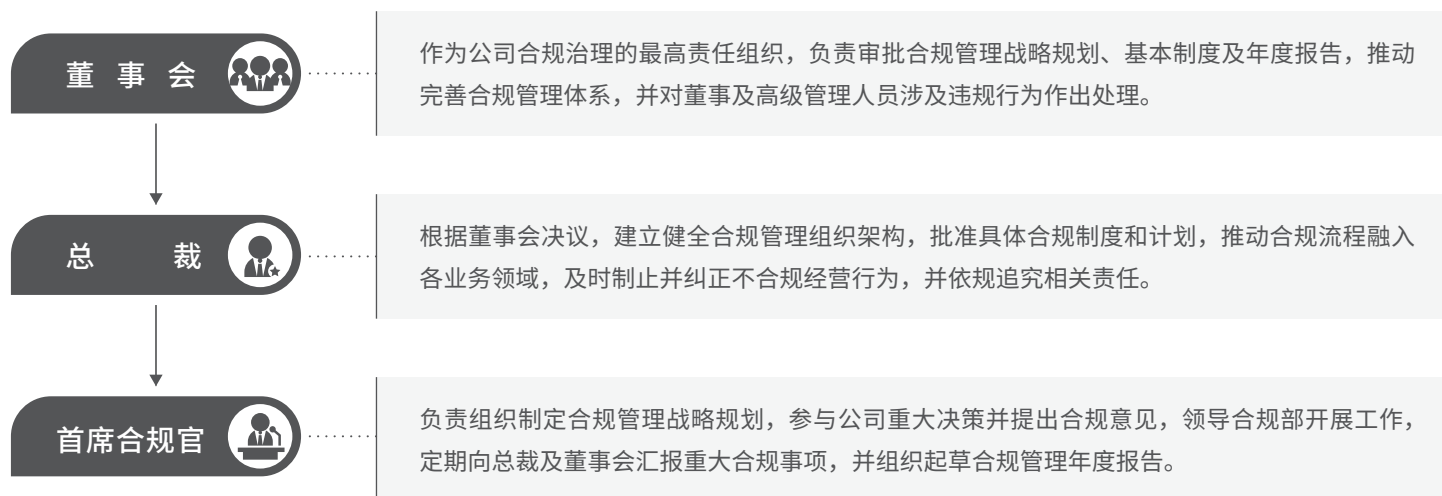 董事会
作为公司合规治理的最高责任组织，负责审批合规管理战略规划、基本制度及年度报告，推动
完善合规管理体系，并对董事及高级管理人员涉及违规行为作出处理。
总裁
根据董事会决议，建立健全合规管理组织架构，批准具体合规制度和计划，推动合规流程融入
各业务领域，及时制止并纠正不合规经营行为，并依规追究相关责任。
首席合规官
负责组织制定合规管理战略规划，参与公司重大决策并提出合规意见，领导合规部开展工作，
定期向总裁及董事会汇报重大合规事项，并组织起草合规管理年度报告。